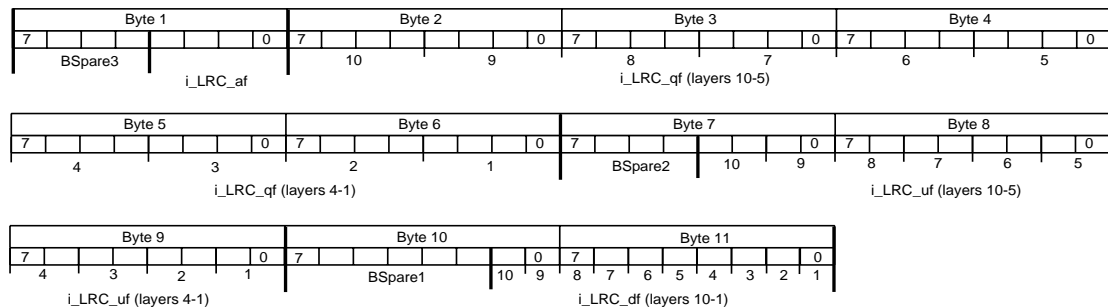 Byte 1 Byte 2 Byte 3 Byte 4
7 0 7 0 7 0 7 0
BSpare3 10 9 8 7 6 5
i_LRC_af i_LRC_qf (layers 10-5)
Byte 5 Byte 6 Byte 7 Byte 8
7 0 7 0 7 0 7 0
4 3 2 1 BSpare2 10 9 8 7 6 5
i_LRC_qf (layers 4-1) i_LRC_uf (layers 10-5)
Byte 9 Byte 10 Byte 11
7 0 7 0 7 0
4 3 2 1 BSpare1 10 9 8 7 6 5 4 3 2 1
i_LRC_uf (layers 4-1) i_LRC_df (layers 10-1)